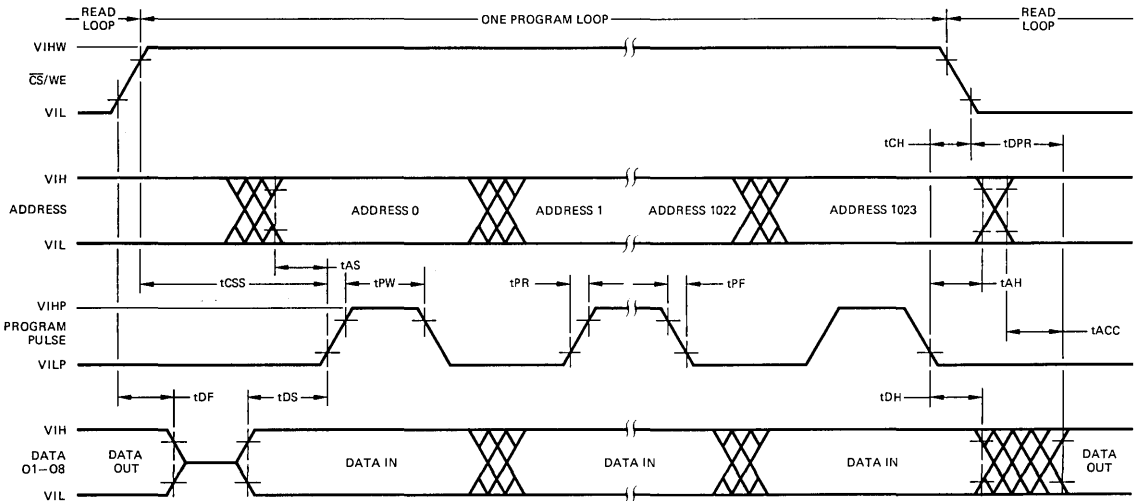 READ LOOP
ONE PROGRAM LOOP
READ LOOP
VIHW
CS/WE
VIL
tCH
tDPR
VIH
ADDRESS
ADDRESS 0
ADDRESS 1
ADDRESS 1022
ADDRESS 1023
VIL
tAS
tCSS
tPW
tPR
tPF
tAH
VIHP
PROGRAM PULSE
tACC
VILP
tDF
tDS
tDH
VIH
DATA
O1–O8
DATA OUT
DATA IN
DATA IN
DATA IN
DATA OUT
VIL